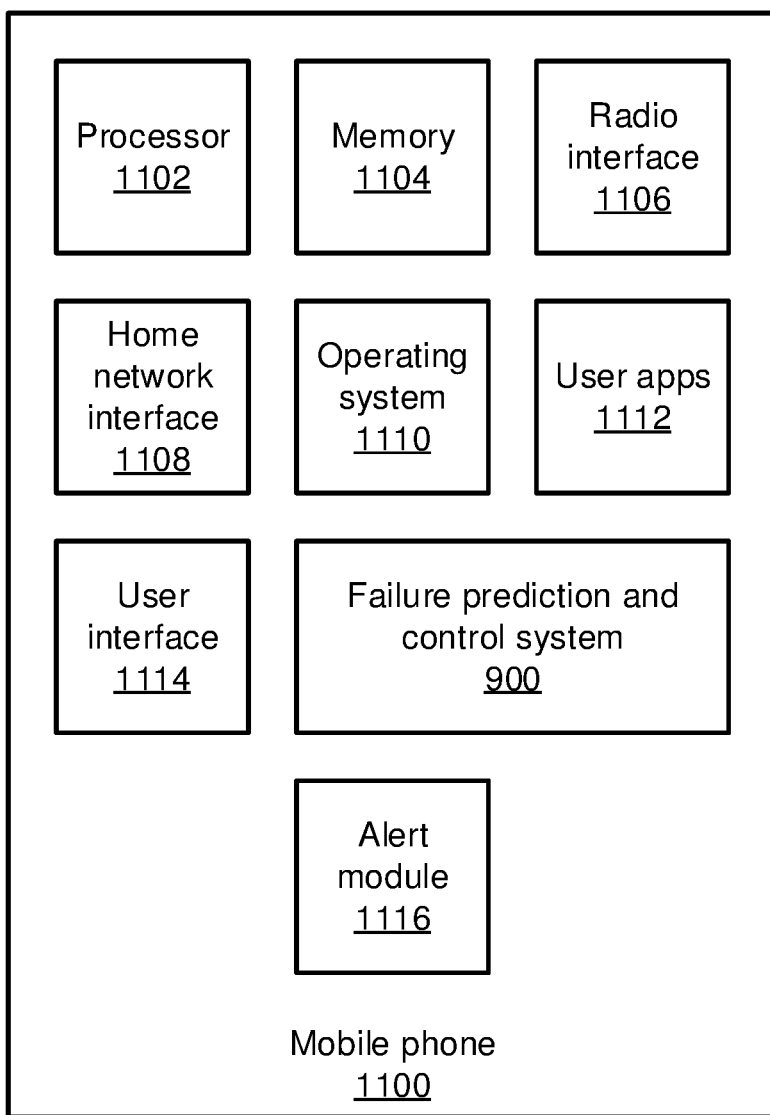 Processor
1102
Memory
1104
Radio
interface
1106
Home
network
interface
1108
Operating
system
1110
User apps
1112
User
interface
1114
Failure prediction and
control system
900
Alert
module
1116
Mobile phone
1100